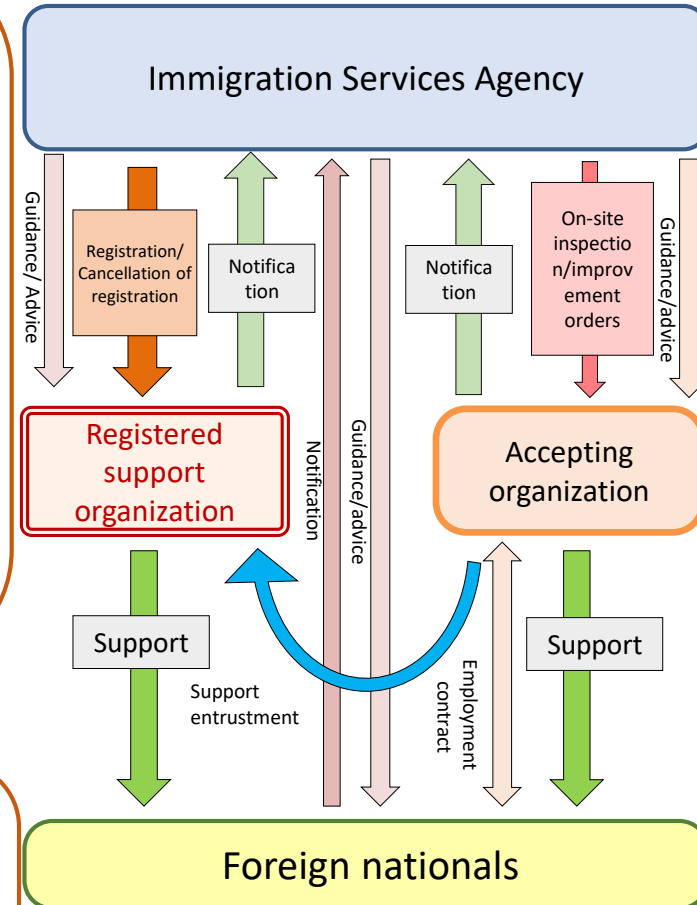 Immigration Services Agency
Guidance/ Advice
Registration/
Cancellation of
registration
Notifica
tion
Notification
Guidance/advice
Notifica
tion
On-site
inspectio
n/improv
ement
orders
Guidance/advice
Registered
support
organization
Accepting
organization
Support
Support
entrustment
Employment
contract
Support
Foreign nationals